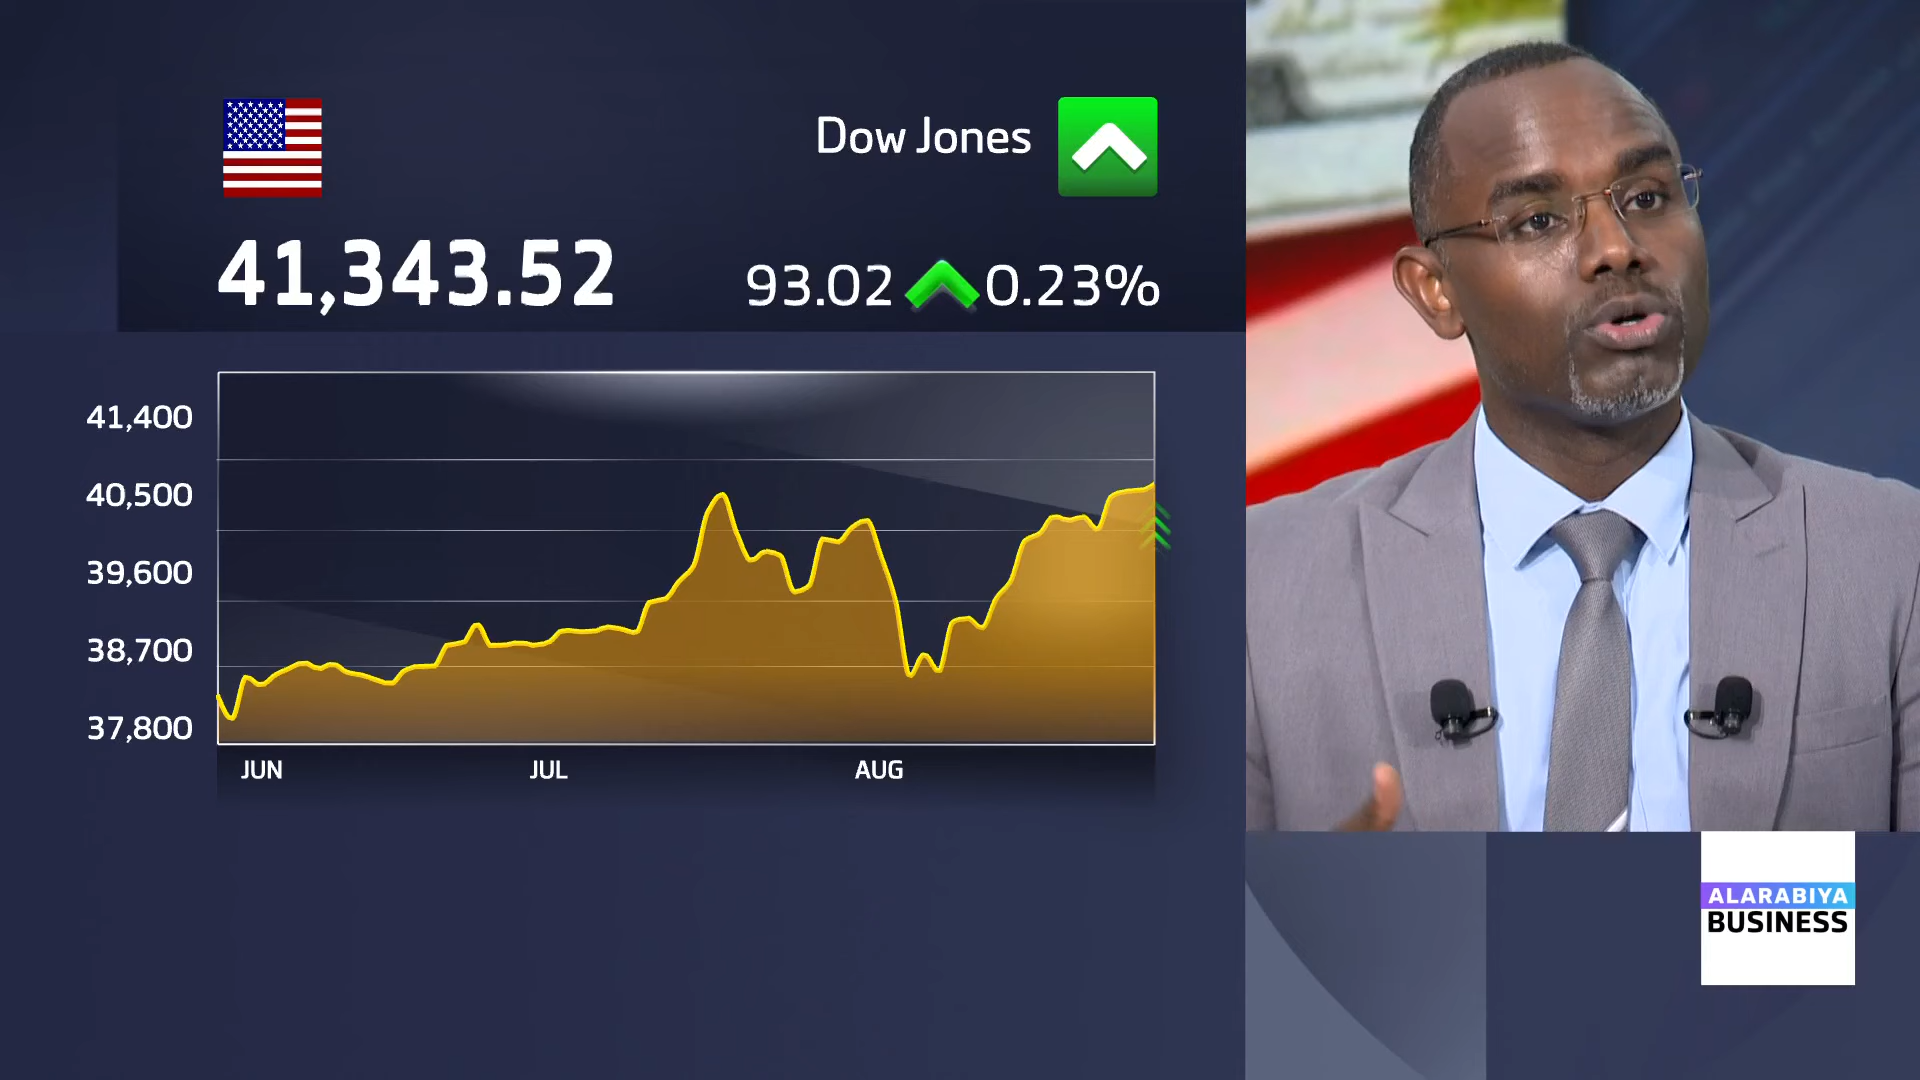 Dow Jones
41,343.52
93.02
0.23%
41,400
40,500
39,600
38,700
37,800
JUN
JUL
AUG
ALARABIYA
BUSINESS